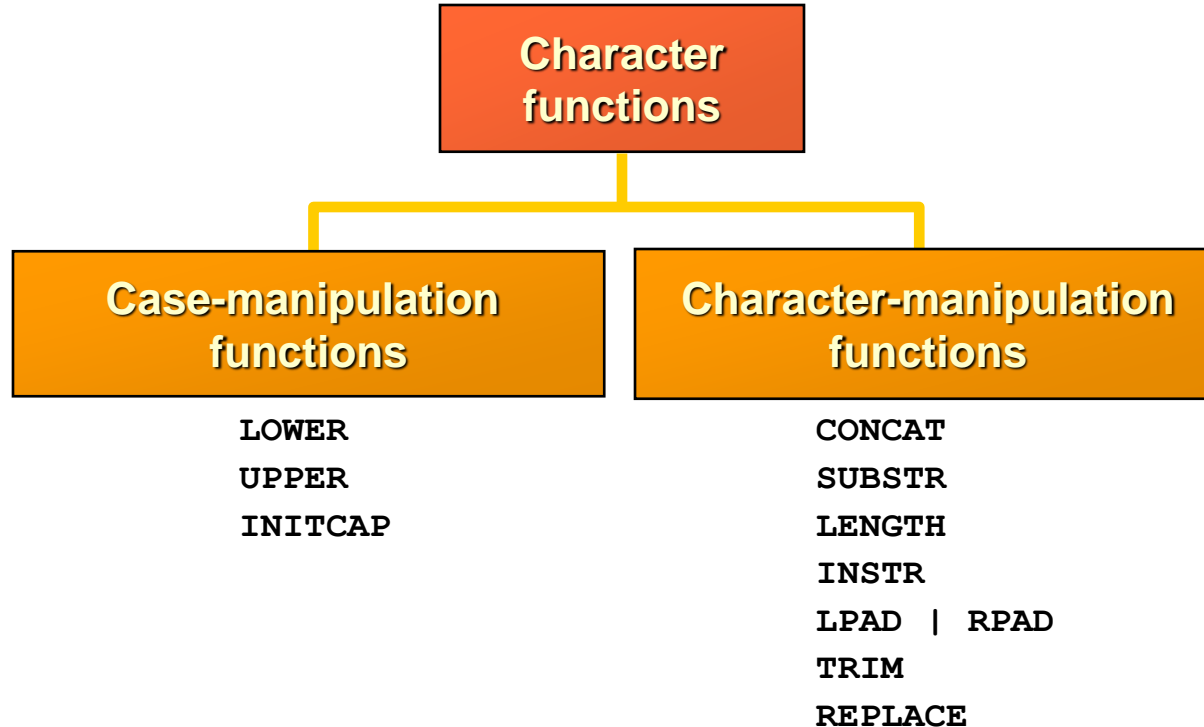 Character
functions
Case-manipulation
functions
Character-manipulation
functions
LOWER
UPPER
INITCAP
CONCAT
SUBSTR
LENGTH
INSTR
LPAD | RPAD
TRIM
REPLACE